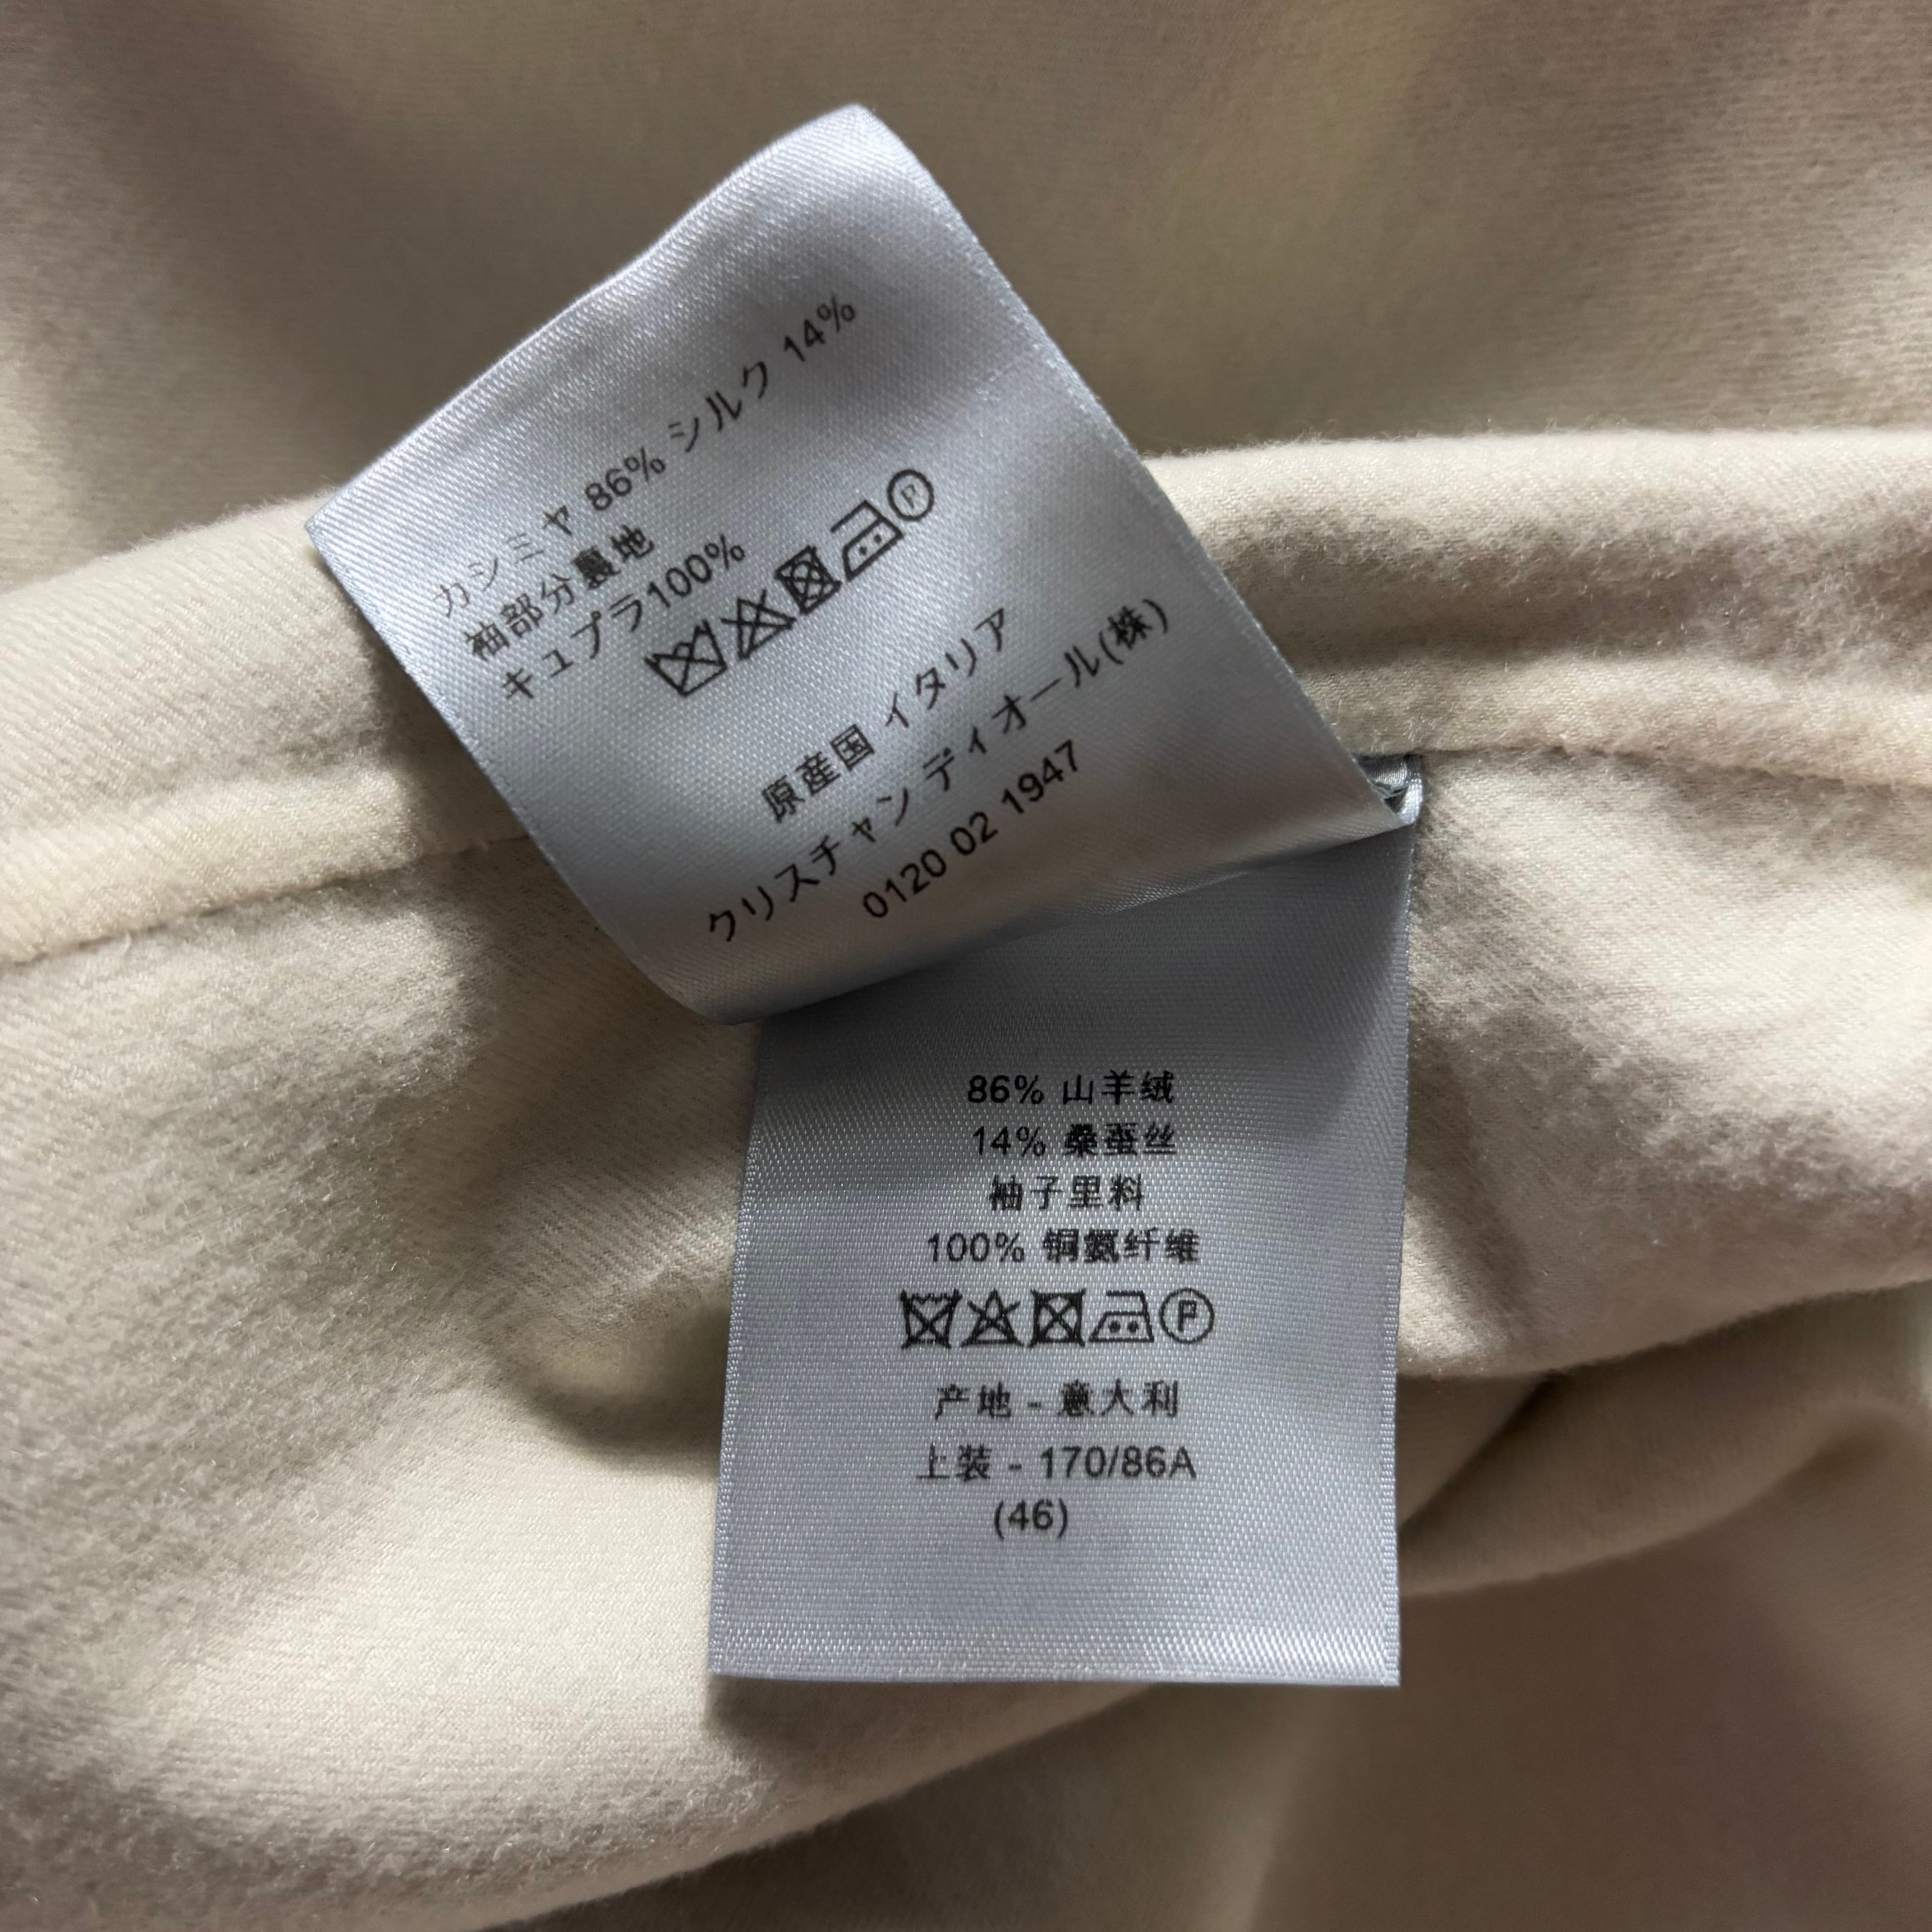 カシミヤ 86% シルク 14%
袖部分裏地
キュプラ100%
P
原産国 イタリア
クリスチャン ディオール(株)
0120 02 1947
86% 山羊绒
14% 桑蚕丝
袖子里料
100% 铜氨纤维
P
产地 - 意大利
上装 - 170/86A
(46)